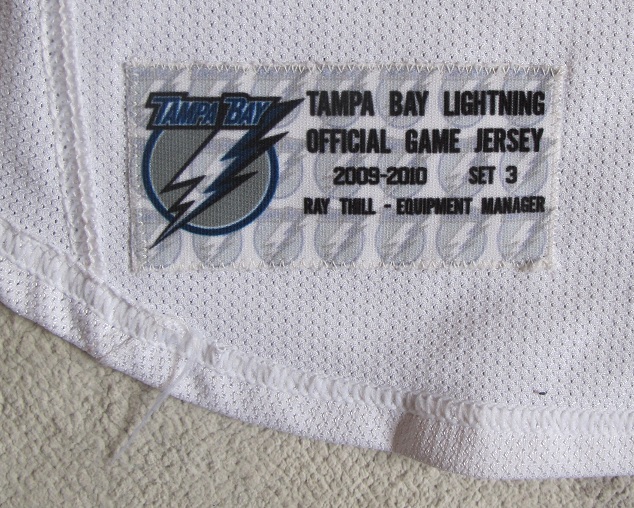 TAMPA BAY
TAMPA BAY LIGHTNING
OFFICIAL GAME JERSEY
2009-2010 SET 3
RAY THILL - EQUIPMENT MANAGER